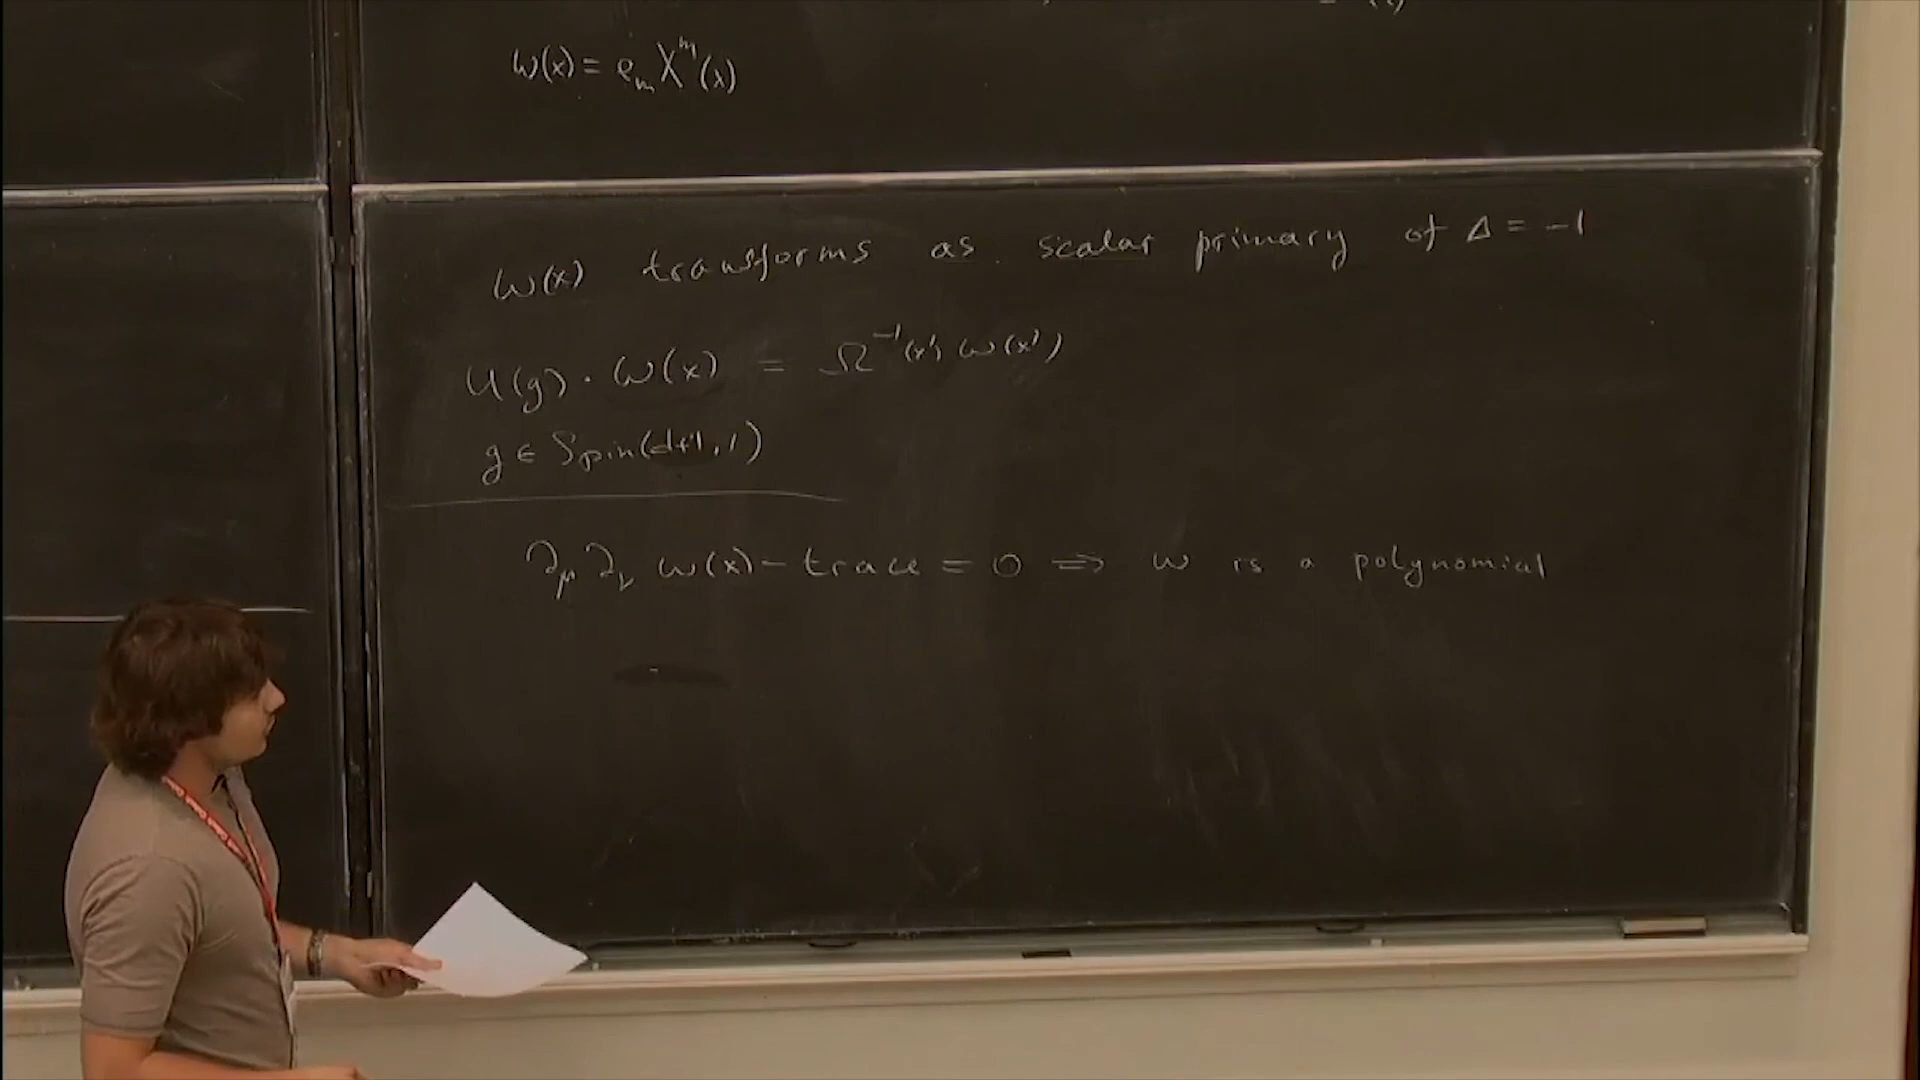 w(x) = e_m X^m(x)
w(x) transforms as scalar primary of Δ = -1
U(g) · w(x) = Ω^{-1}(x') w(x')
g ∈ Spin(d+1, 1)
∂_μ ∂_ν w(x) - trace = 0 ⇒ w is a polynomial